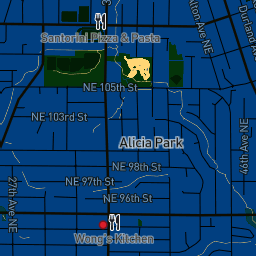 Santorini Pizza & Pasta
Alton Ave NE
Durland Ave NE
NE 105th St
NE 103rd St
Alicia Park
46th Ave NE
NE 98th St
NE 97th St
27th Ave NE
NE 96th St
Wong's Kitchen